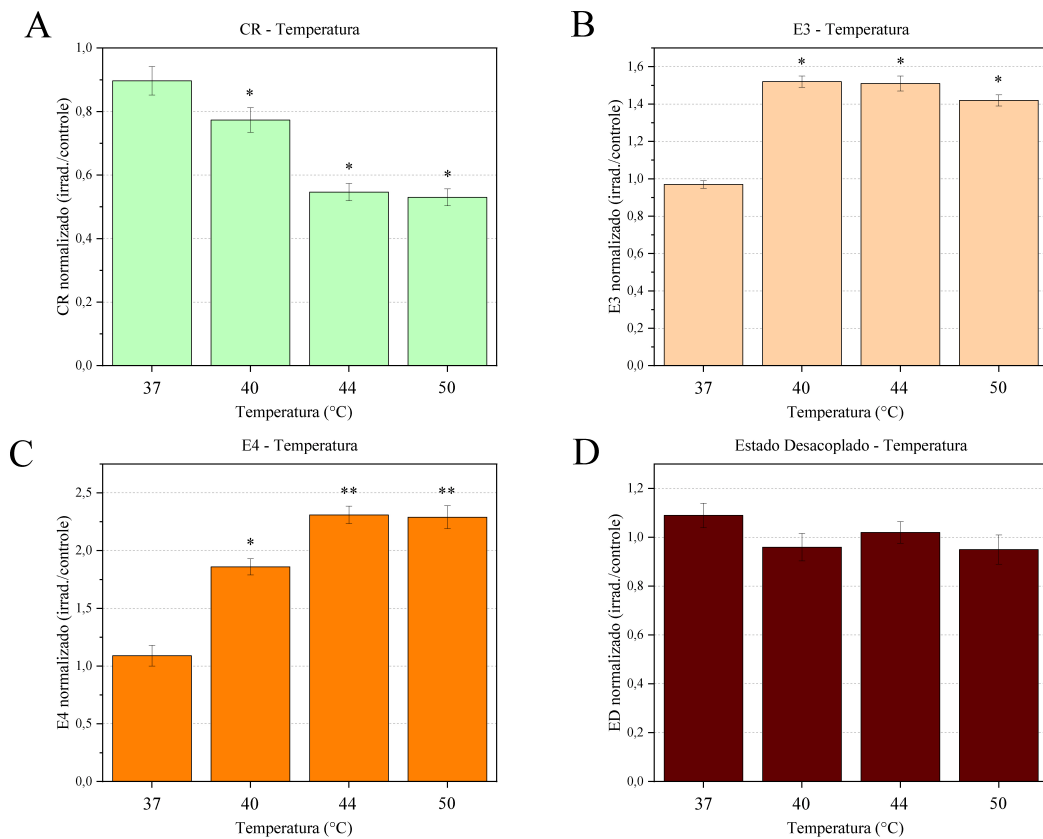 A
CR - Temperatura
CR normalizado (irrad./controle)
1,0
0,8
0,6
0,4
0,2
0,0
*
*
*
37 40 44 50
Temperatura (°C)
B
E3 - Temperatura
E3 normalizado (irrad./controle)
1,6
1,4
1,2
1,0
0,8
0,6
0,4
0,2
0,0
*
*
*
37 40 44 50
Temperatura (°C)
C
E4 - Temperatura
E4 normalizado (irrad./controle)
2,5
2,0
1,5
1,0
0,5
0,0
*
**
**
37 40 44 50
Temperatura (°C)
D
Estado Desacoplado - Temperatura
ED normalizado (irrad./controle)
1,2
1,0
0,8
0,6
0,4
0,2
0,0
37 40 44 50
Temperatura (°C)